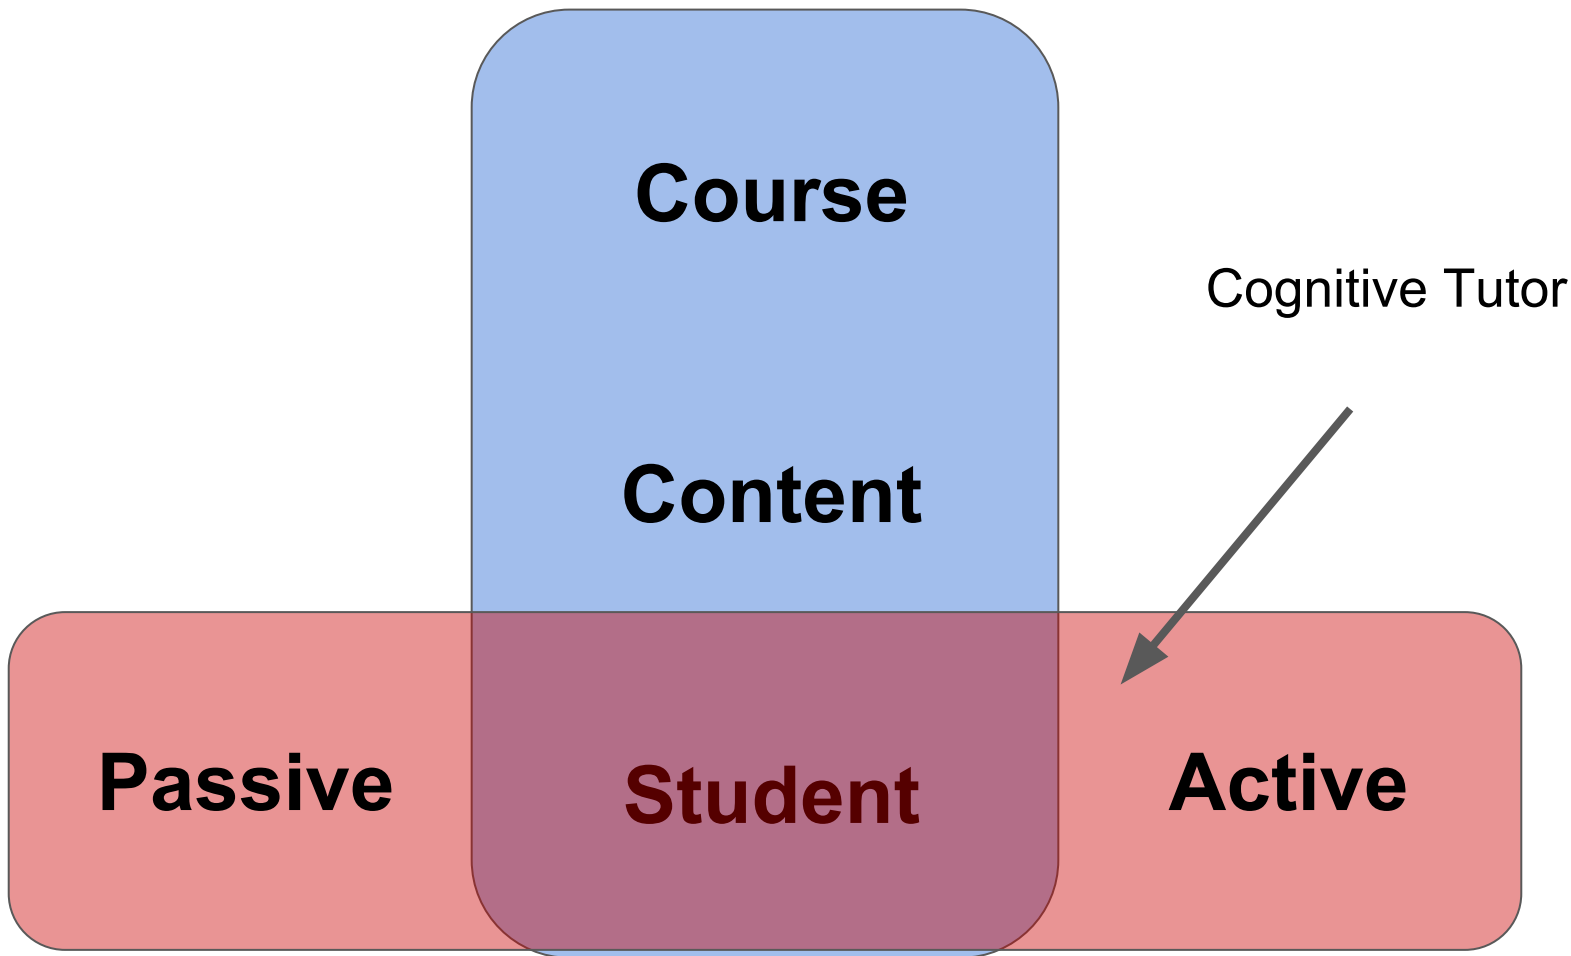 Course
Cognitive Tutor
Content
Passive
Student
Active